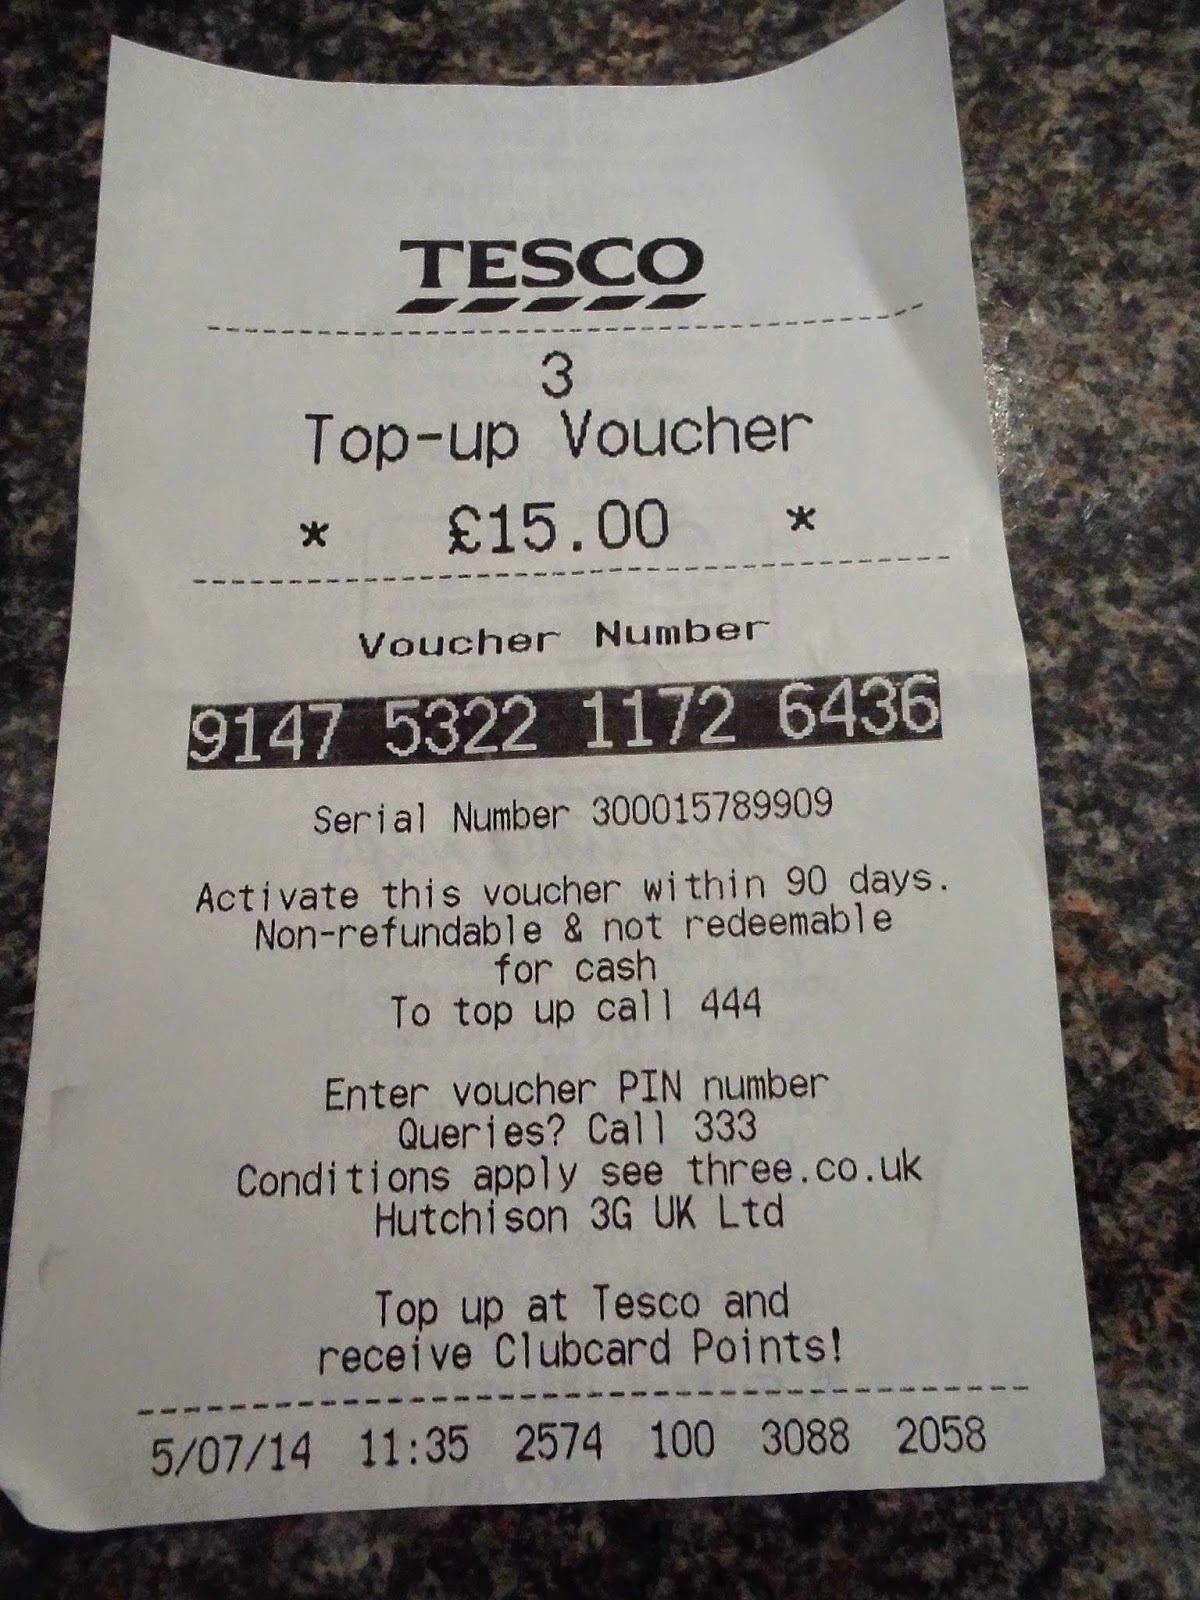 TESCO
3
Top-up Voucher
* £15.00 *
Voucher Number
9147 5322 1172 6436
Serial Number 300015789909
Activate this voucher within 90 days.
Non-refundable & not redeemable
for cash
To top up call 444
Enter voucher PIN number
Queries? Call 333
Conditions apply see three.co.uk
Hutchison 3G UK Ltd
Top up at Tesco and
receive Clubcard Points!
5/07/14 11:35 2574 100 3088 2058